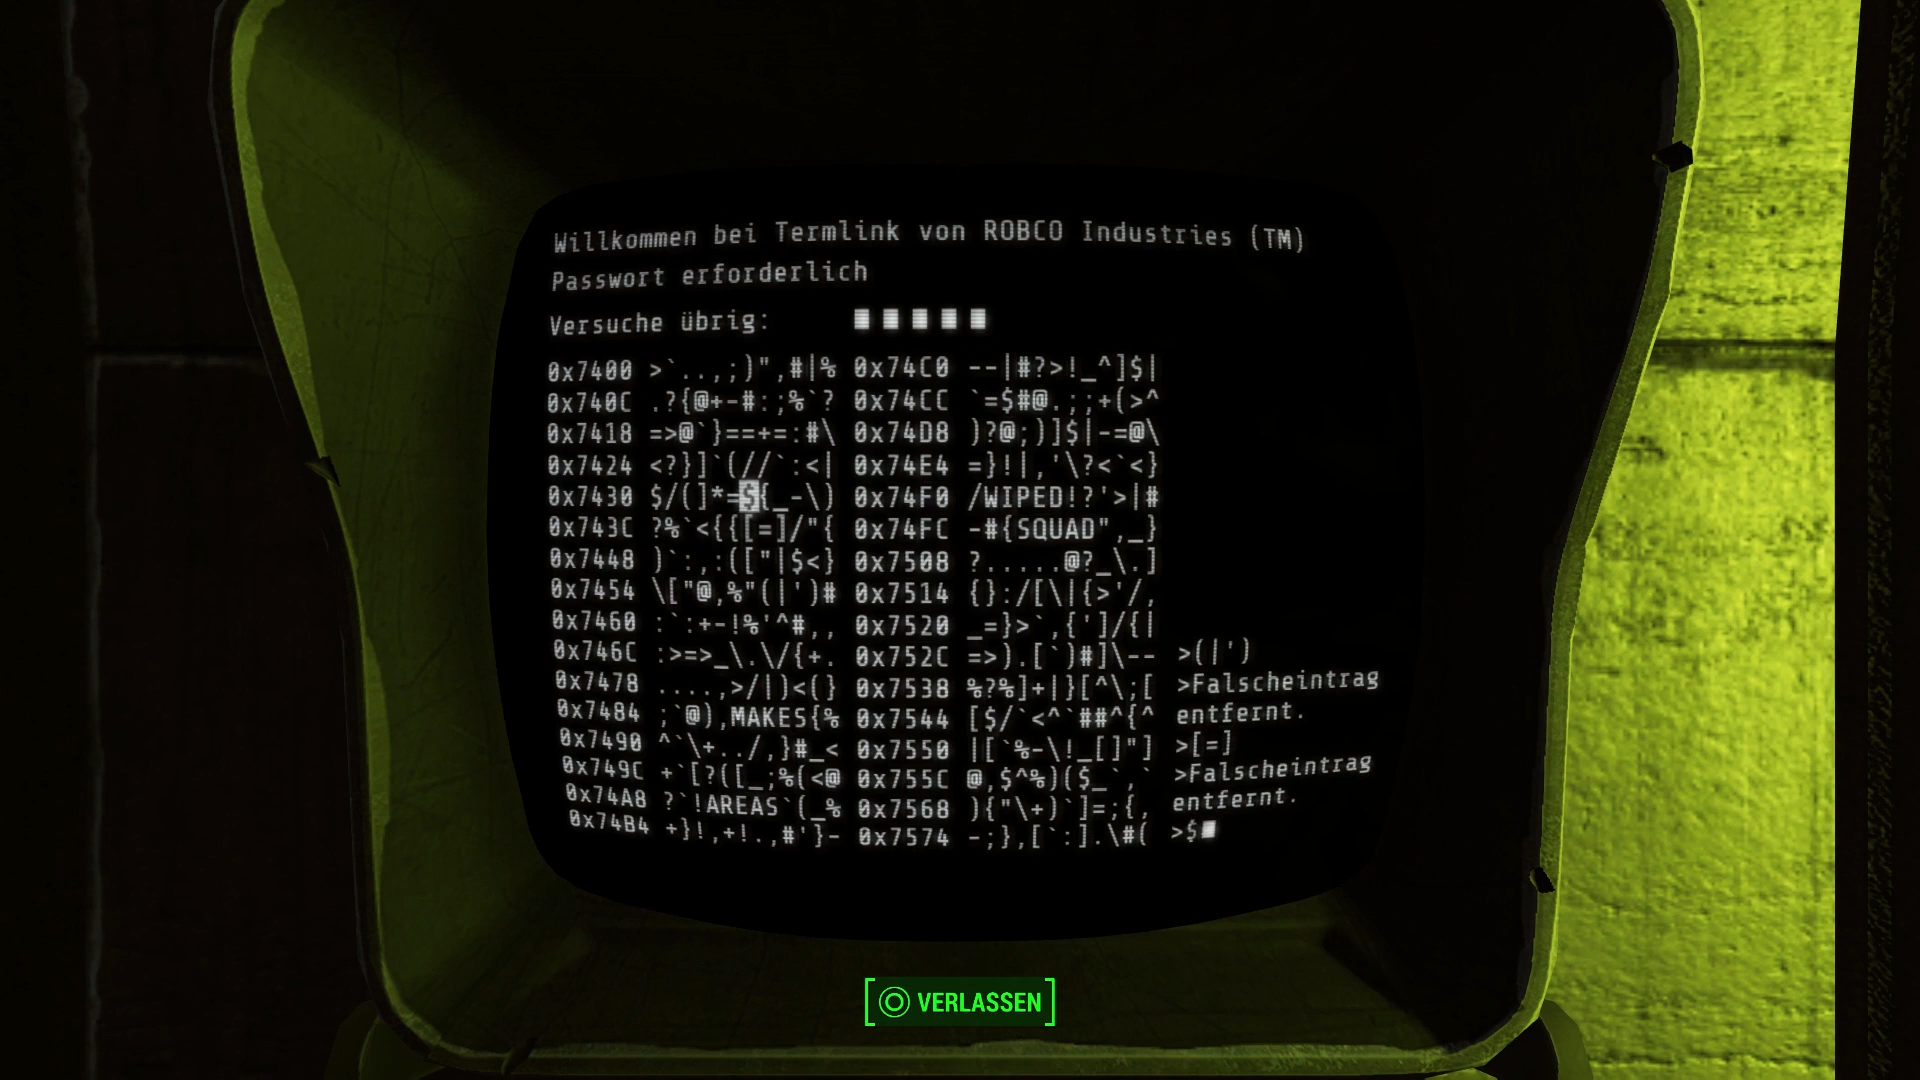 Willkommen bei Termlink von ROBCO Industries (TM)
Passwort erforderlich
Versuche übrig:
0x7400 >`..,;)",#|% 0x74C0 --|#?>!_^]$|
0x740C .?{@+-#:;%`? 0x74CC `=$#@.;;+(>^
0x7418 =>@`}==+=:#\ 0x74D8 )?@;)]$|-=@\
0x7424 <?}]`(//`:<| 0x74E4 =}!|,'\?<`<}
0x7430 $/(]*=${_-\) 0x74F0 /WIPED!?'>|#
0x743C ?%`<{{[=]/"{ 0x74FC -#{SQUAD",_}
0x7448 )`:,:(["|$<} 0x7508 ?.....@?_\.]
0x7454 \["@,%"(|')# 0x7514 {}:/[\|{>'/,
0x7460 :`:+-!%'^#,, 0x7520 _=}>`,{']/{|
0x746C :>=>_\.\/{+. 0x752C =>).[`)#]\-- >(|')
0x7478 ....,>/|)<(} 0x7538 %?%]+|}[^\;[ >Falscheintrag
0x7484 ;`@),MAKES{% 0x7544 [$/`<^`##^{^ entfernt.
0x7490 ^`\+../,}#_< 0x7550 |[`%-\!_[]"] >[=]
0x749C +`[?([_;%(<@ 0x755C @,$^%)($_`,` >Falscheintrag
0x74A8 ?`!AREAS`(_% 0x7568 ){"\+)`]=;{, entfernt.
0x74B4 +}!,+!.,#'}- 0x7574 -;},[`:].\#( >$
VERLASSEN